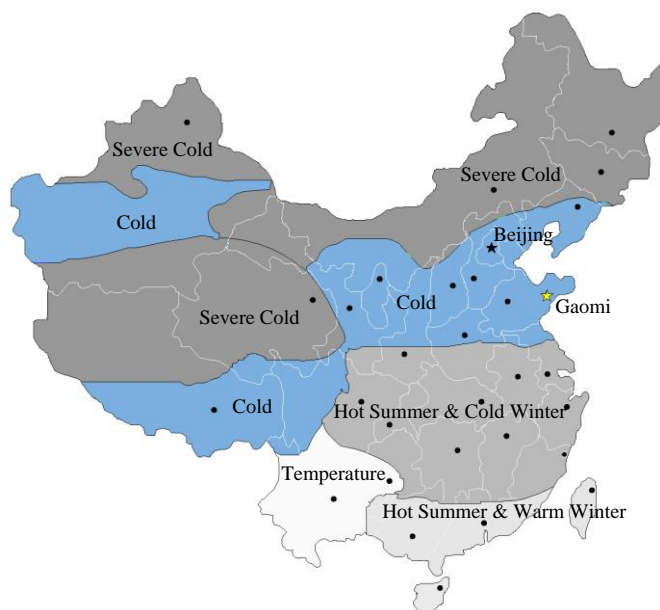 Severe Cold
Severe Cold
Cold
Beijing
Cold
Gaomi
Severe Cold
Cold
Hot Summer & Cold Winter
Temperature
Hot Summer & Warm Winter